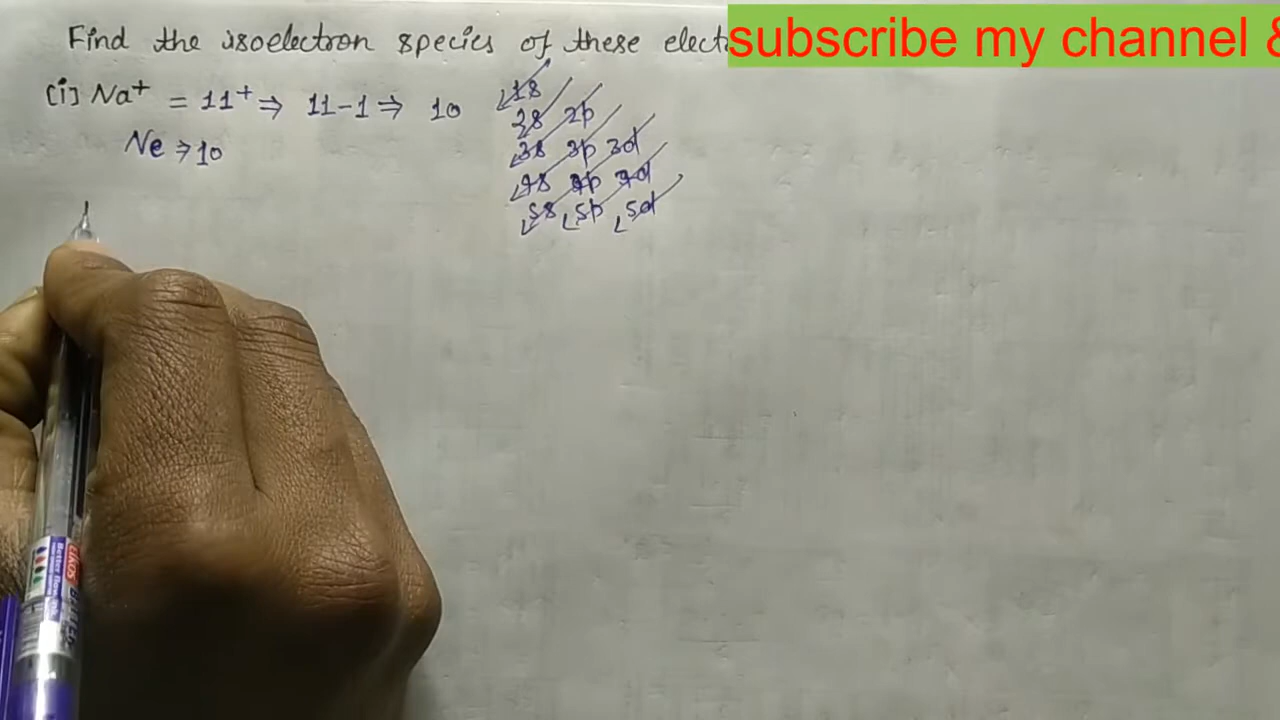 Find the isoelectron species of these elect
subscribe my channel &
(i) Na⁺ = 11⁺ ⇒ 11-1 ⇒ 10
Ne ⇒ 10
1s
2s 2p
3s 3p 3d
4s 4p 4d
5s 5p 5d